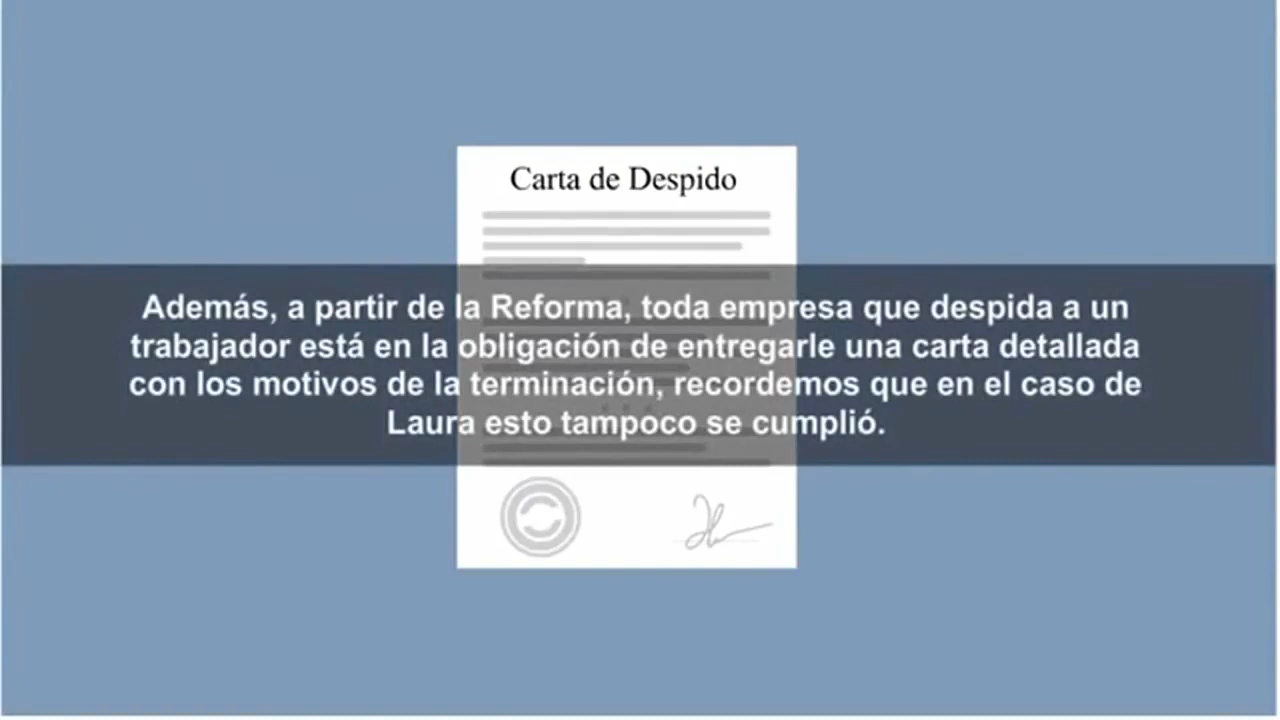 Carta de Despido
Además, a partir de la Reforma, toda empresa que despida a un
trabajador está en la obligación de entregarle una carta detallada
con los motivos de la terminación, recordemos que en el caso de
Laura esto tampoco se cumplió.